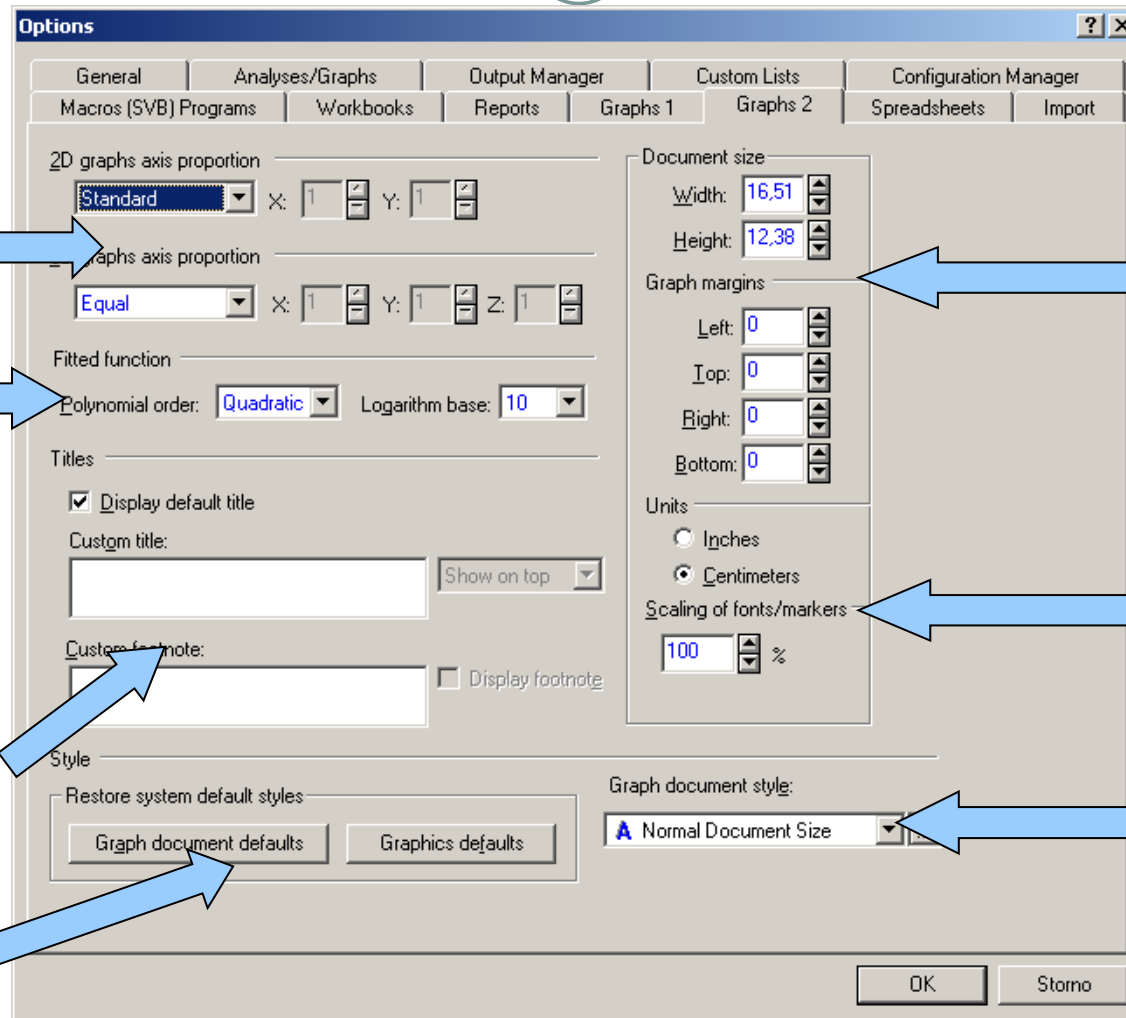 Options
General Analyses/Graphs Output Manager Custom Lists Configuration Manager
Macros (SVB) Programs Workbooks Reports Graphs 1 Graphs 2 Spreadsheets Import
2D graphs axis proportion
Standard X: 1 Y: 1
graphs axis proportion
Equal X: 1 Y: 1 Z: 1
Fitted function
Polynomial order: Quadratic Logarithm base: 10
Titles
Display default title
Custom title:
Show on top
Custom footnote:
Display footnote
Document size
Width: 16,51
Height: 12,38
Graph margins
Left: 0
Top: 0
Right: 0
Bottom: 0
Units
Inches
Centimeters
Scaling of fonts/markers
100 %
Style
Restore system default styles
Graph document defaults Graphics defaults
Graph document style:
A Normal Document Size
OK Storno